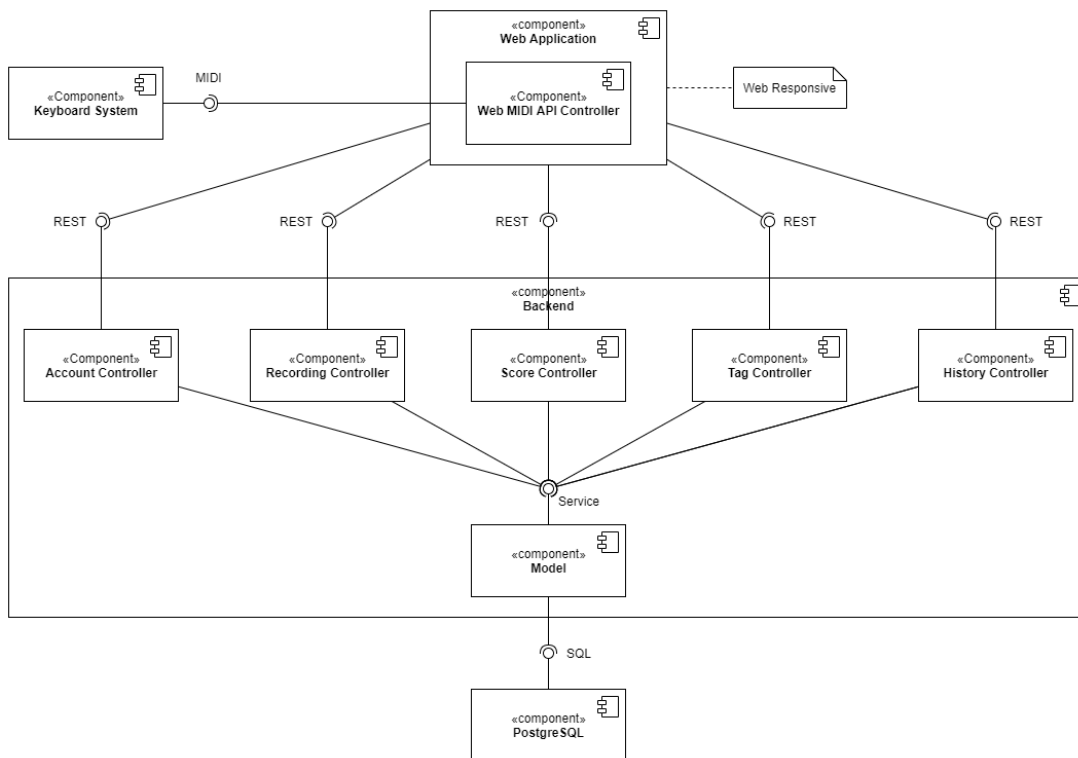 «component»
Web Application
MIDI
«Component»
Keyboard System
«Component»
Web MIDI API Controller
Web Responsive
REST
REST
REST
REST
REST
«component»
Backend
«Component»
Account Controller
«Component»
Recording Controller
«Component»
Score Controller
«Component»
Tag Controller
«Component»
History Controller
Service
«component»
Model
SQL
«component»
PostgreSQL